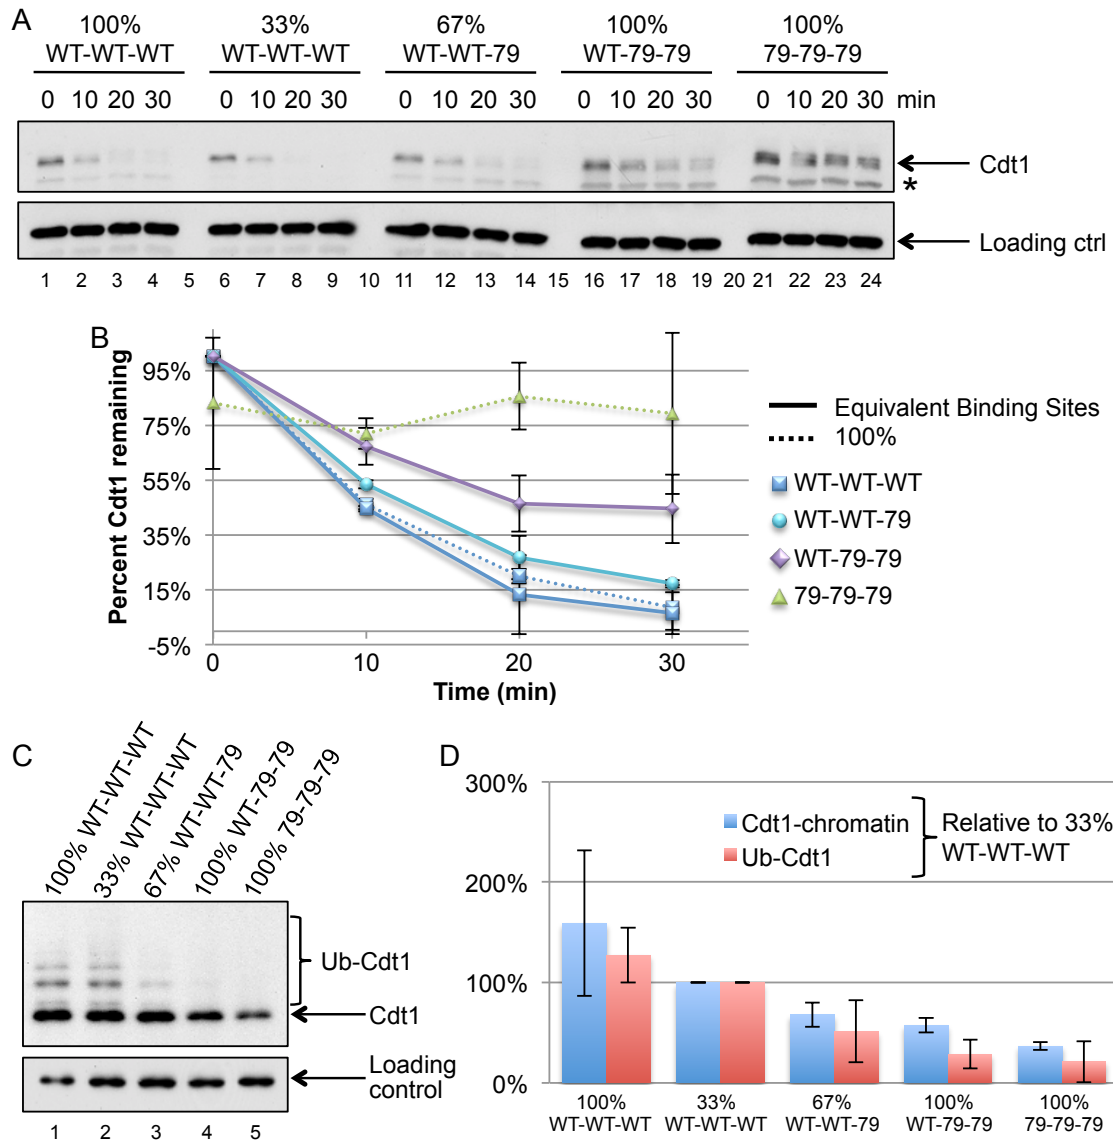 A
100% 33% 67% 100% 100%
WT-WT-WT WT-WT-WT WT-WT-79 WT-79-79 79-79-79
0 10 20 30 0 10 20 30 0 10 20 30 0 10 20 30 0 10 20 30 min
Cdt1
*
Loading ctrl
1 2 3 4 5 6 7 8 9 10 11 12 13 14 15 16 17 18 19 20 21 22 23 24
B
Percent Cdt1 remaining
95%
75%
55%
35%
15%
-5%
0 10 20 30
Time (min)
Equivalent Binding Sites
100%
WT-WT-WT
WT-WT-79
WT-79-79
79-79-79
C
100% WT-WT-WT
33% WT-WT-WT
67% WT-WT-79
100% WT-79-79
100% 79-79-79
Ub-Cdt1
Cdt1
Loading
control
1 2 3 4 5
D
300%
200%
100%
0%
Cdt1-chromatin
Ub-Cdt1
Relative to 33%
WT-WT-WT
100% 33% 67% 100% 100%
WT-WT-WT WT-WT-WT WT-WT-79 WT-79-79 79-79-79